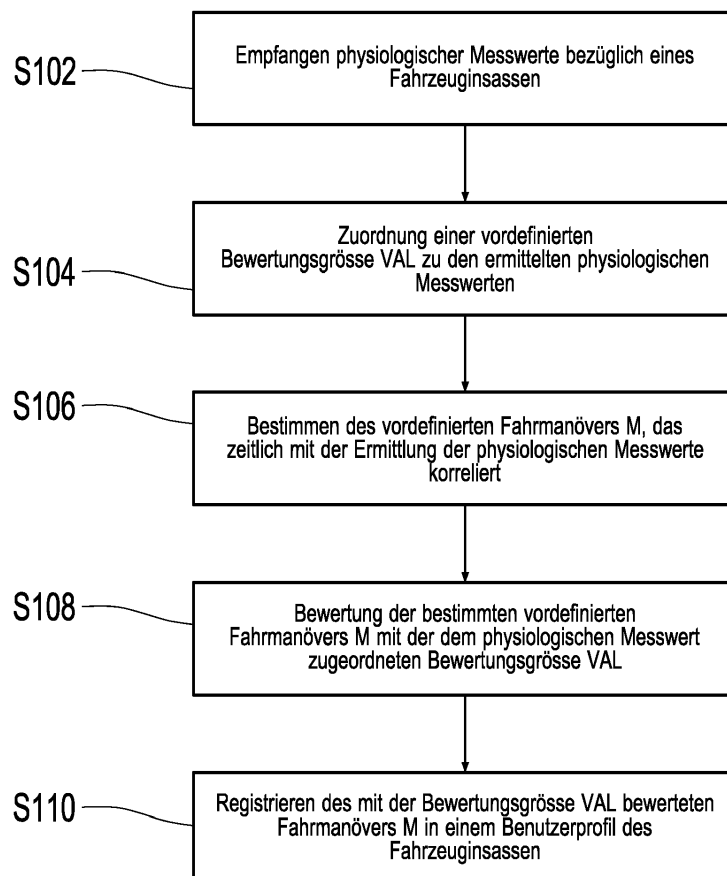 S102
Empfangen physiologischer Messwerte bezüglich eines
Fahrzeuginsassen
S104
Zuordnung einer vordefinierten
Bewertungsgrösse VAL zu den ermittelten physiologischen
Messwerten
S106
Bestimmen des vordefinierten Fahrmanövers M, das
zeitlich mit der Ermittlung der physiologischen Messwerte
korreliert
S108
Bewertung der bestimmten vordefinierten
Fahrmanövers M mit der dem physiologischen Messwert
zugeordneten Bewertungsgrösse VAL
S110
Registrieren des mit der Bewertungsgrösse VAL bewerteten
Fahrmanövers M in einem Benutzerprofil des
Fahrzeuginsassen